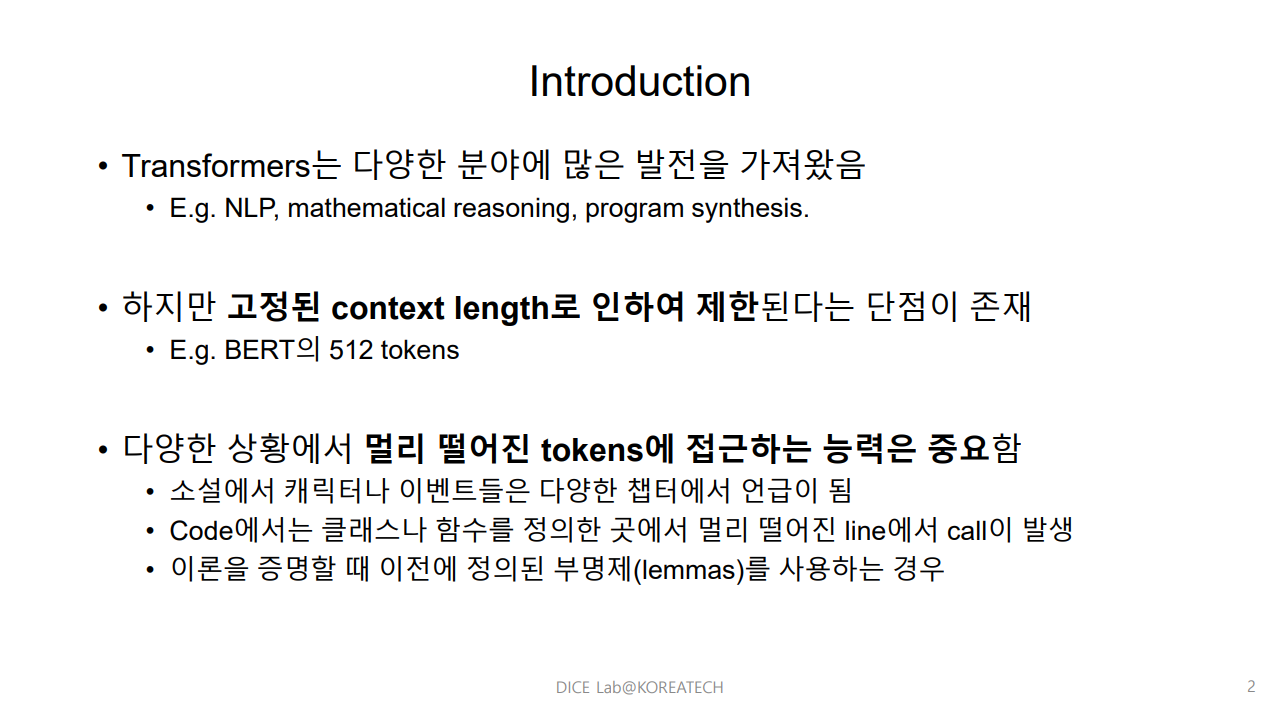 Introduction
• Transformers는 다양한 분야에 많은 발전을 가져왔음
• E.g. NLP, mathematical reasoning, program synthesis.
• 하지만 고정된 context length로 인하여 제한된다는 단점이 존재
• E.g. BERT의 512 tokens
• 다양한 상황에서 멀리 떨어진 tokens에 접근하는 능력은 중요함
• 소설에서 캐릭터나 이벤트들은 다양한 챕터에서 언급이 됨
• Code에서는 클래스나 함수를 정의한 곳에서 멀리 떨어진 line에서 call이 발생
• 이론을 증명할 때 이전에 정의된 부명제(lemmas)를 사용하는 경우
DICE Lab@KOREATECH
2